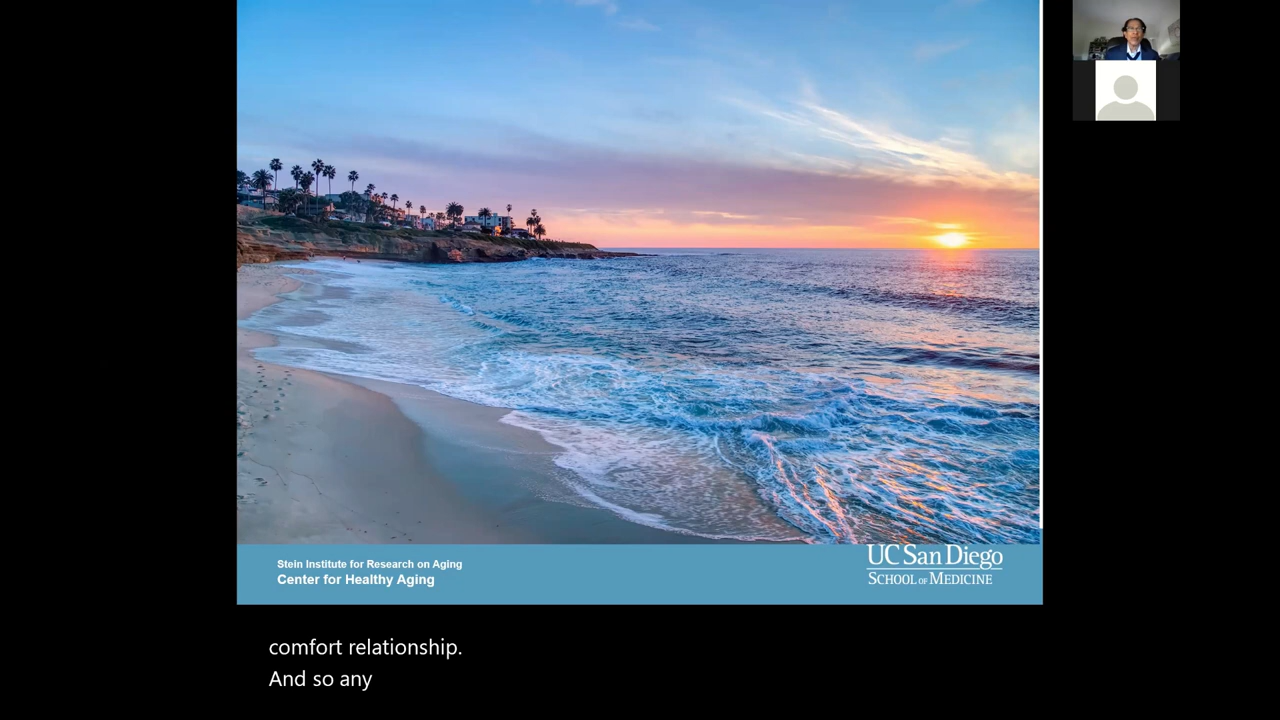 Stein Institute for Research on Aging
Center for Healthy Aging
UC San Diego
SCHOOL OF MEDICINE
comfort relationship.
And so any